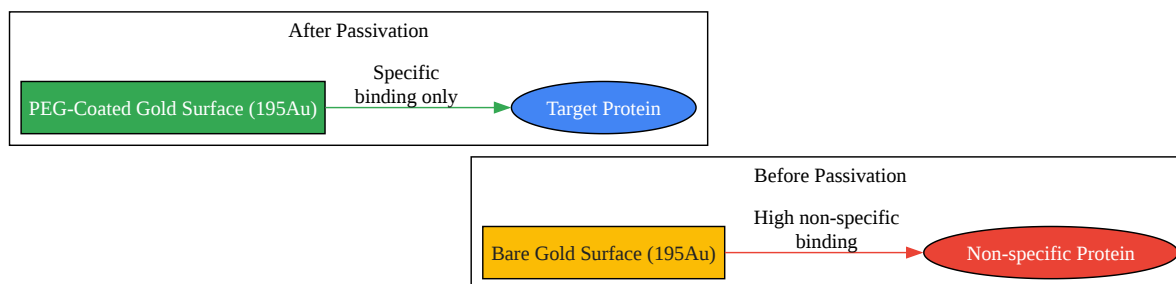 After Passivation
PEG-Coated Gold Surface (195Au)
Specific
binding only
Target Protein
Before Passivation
Bare Gold Surface (195Au)
High non-specific
binding
Non-specific Protein